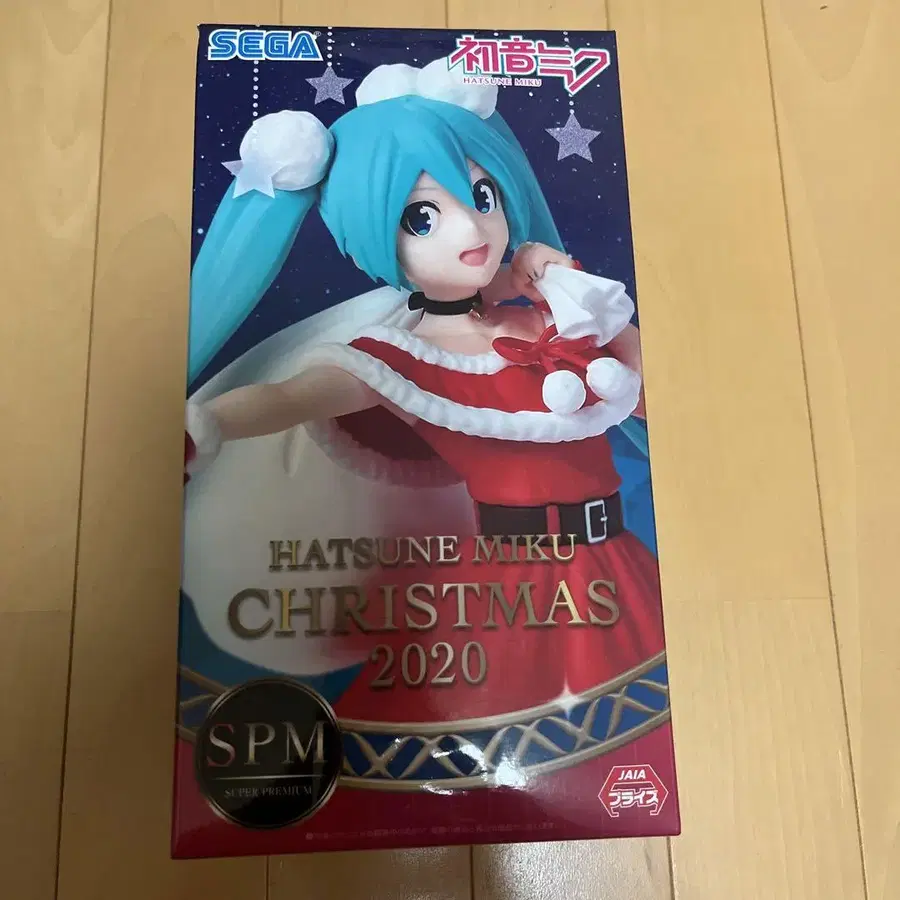 SEGA
初音ミク
HATSUNE MIKU
HATSUNE MIKU
CHRISTMAS
2020
SPM
SUPER PREMIUM
JAIA
プライズ